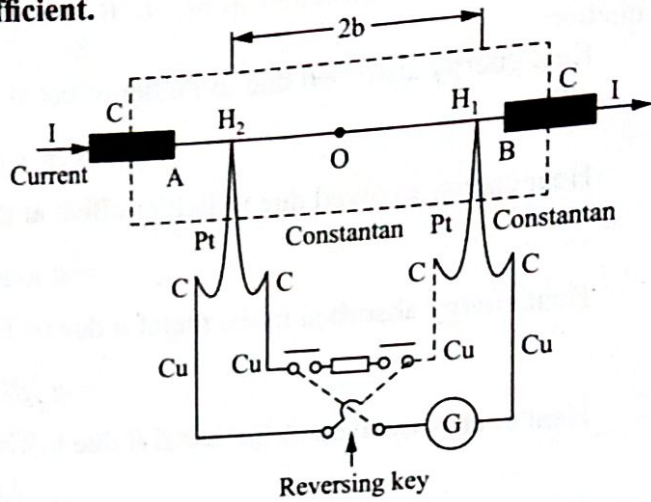 fficient.
2b
C
C
I
H₂
H₁
I
Current
A
O
B
Pt
Constantan
Pt
Constantan
C
C
C
C
Cu
Cu
Cu
Cu
G
Reversing key